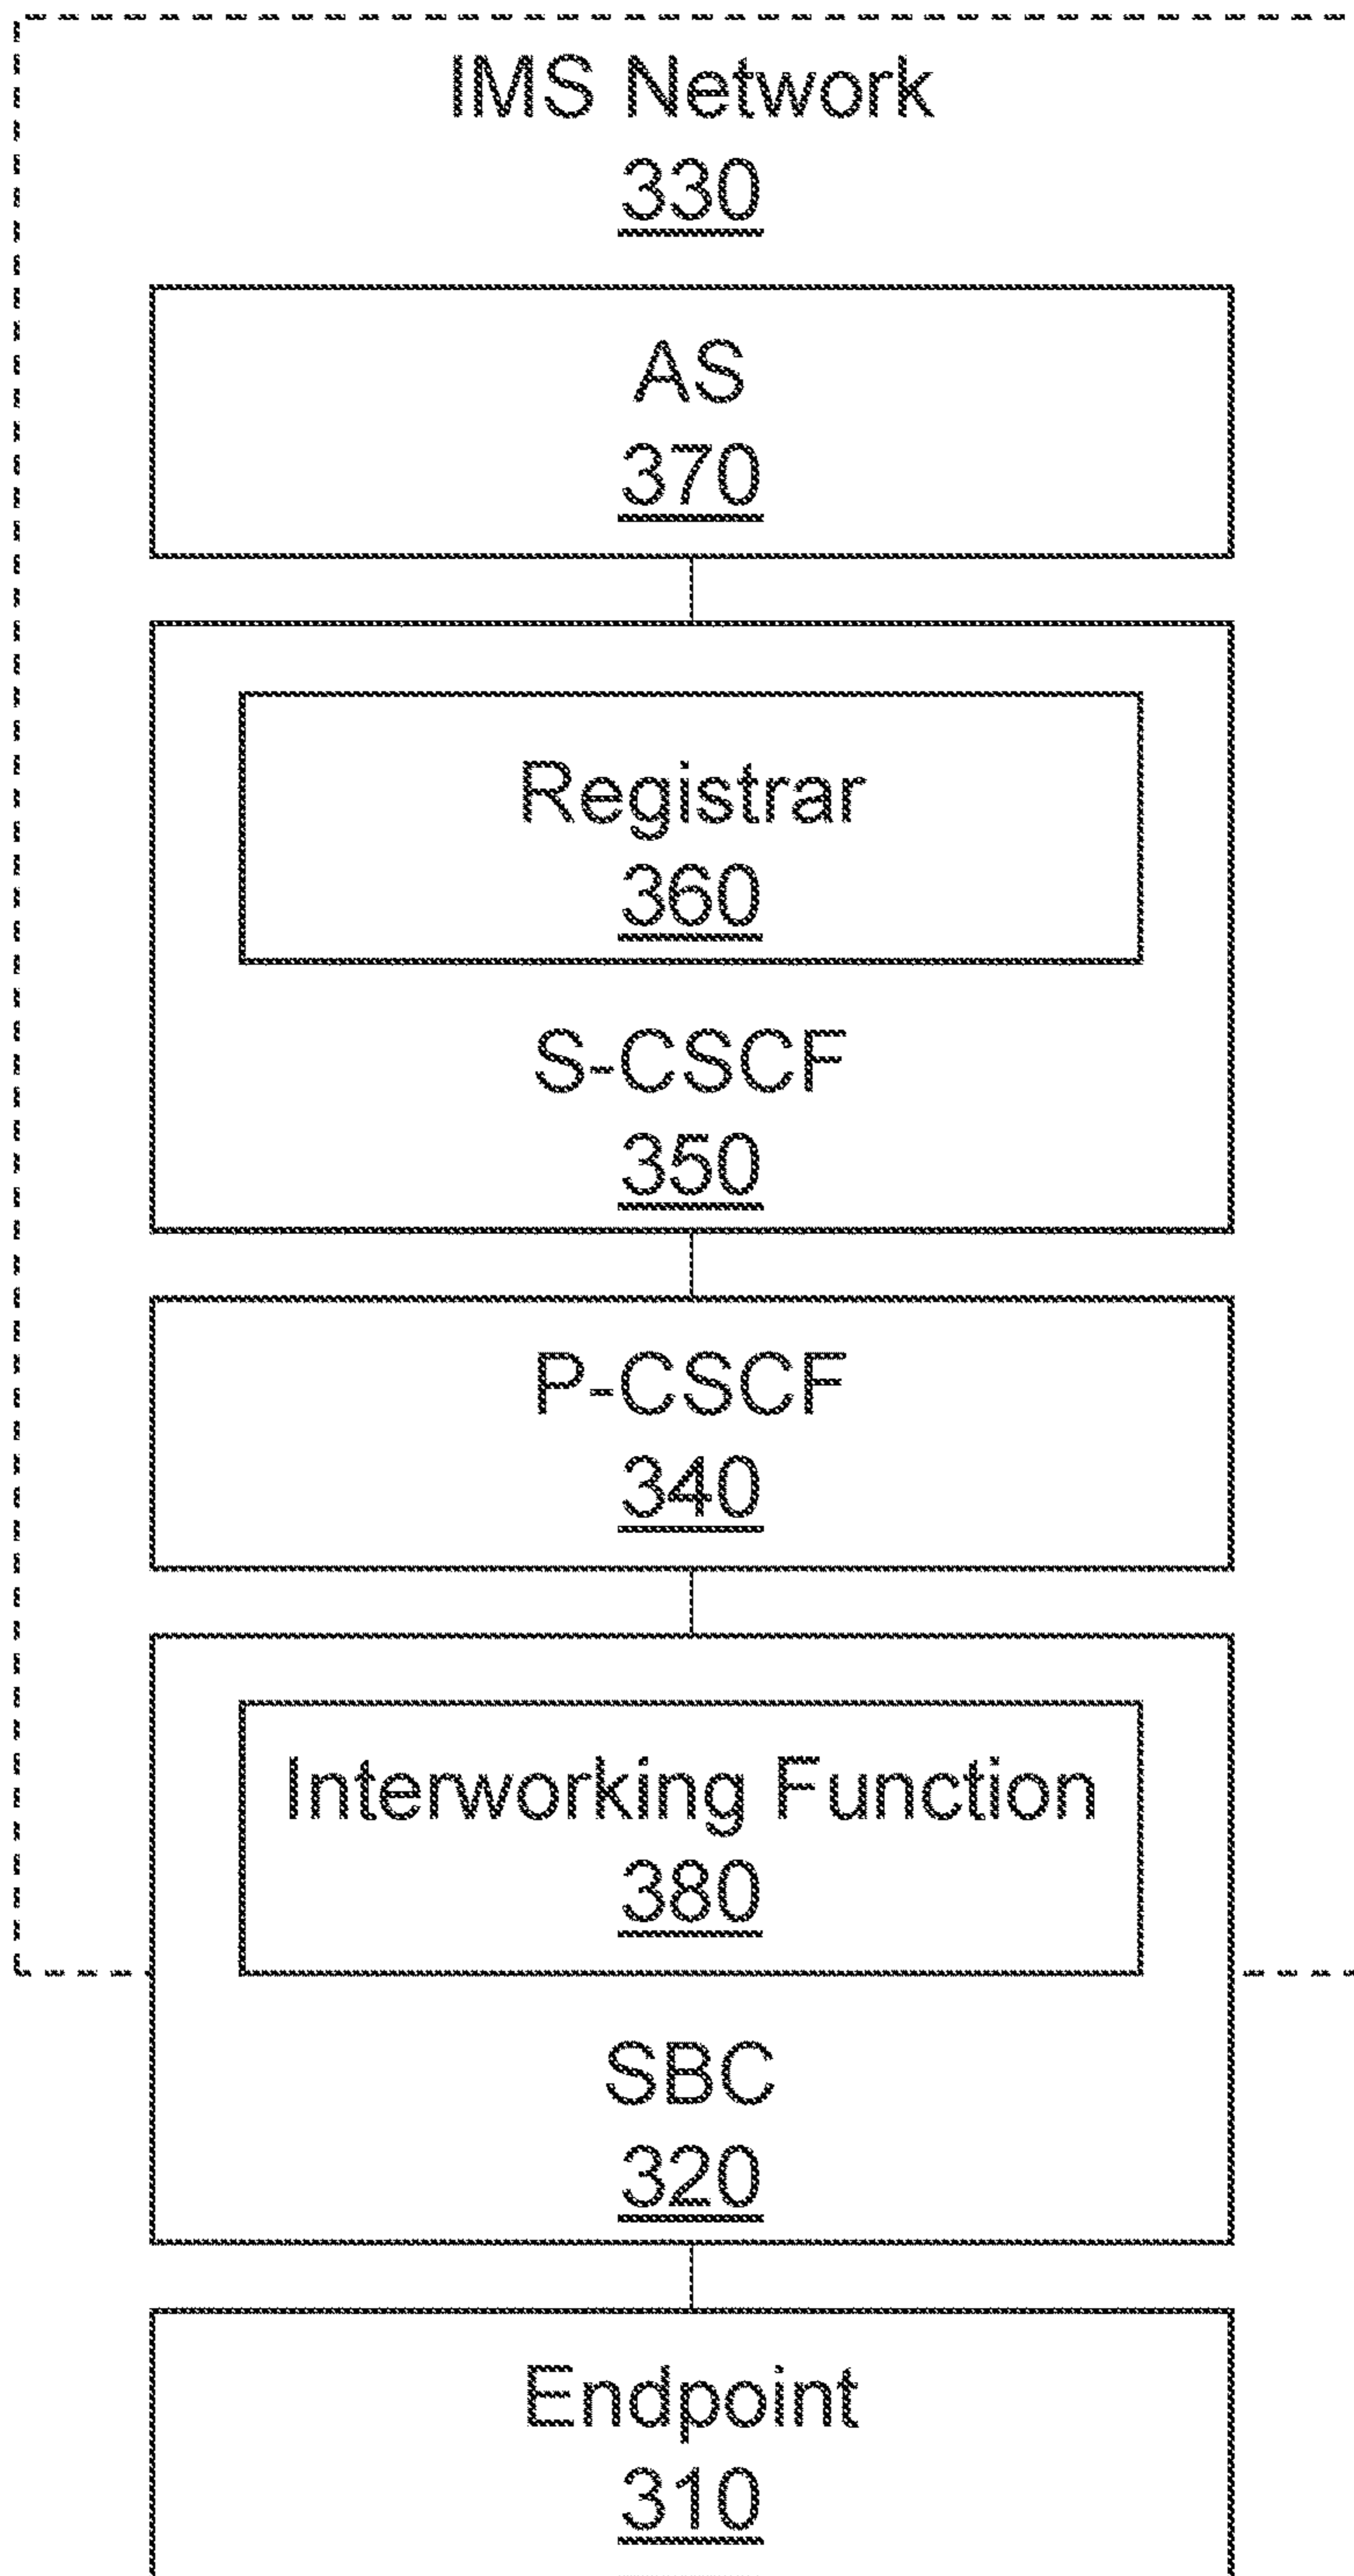 IMS Network
330
AS
370
Registrar
360
S-CSCF
350
P-CSCF
340
Interworking Function
380
SBC
320
Endpoint
310